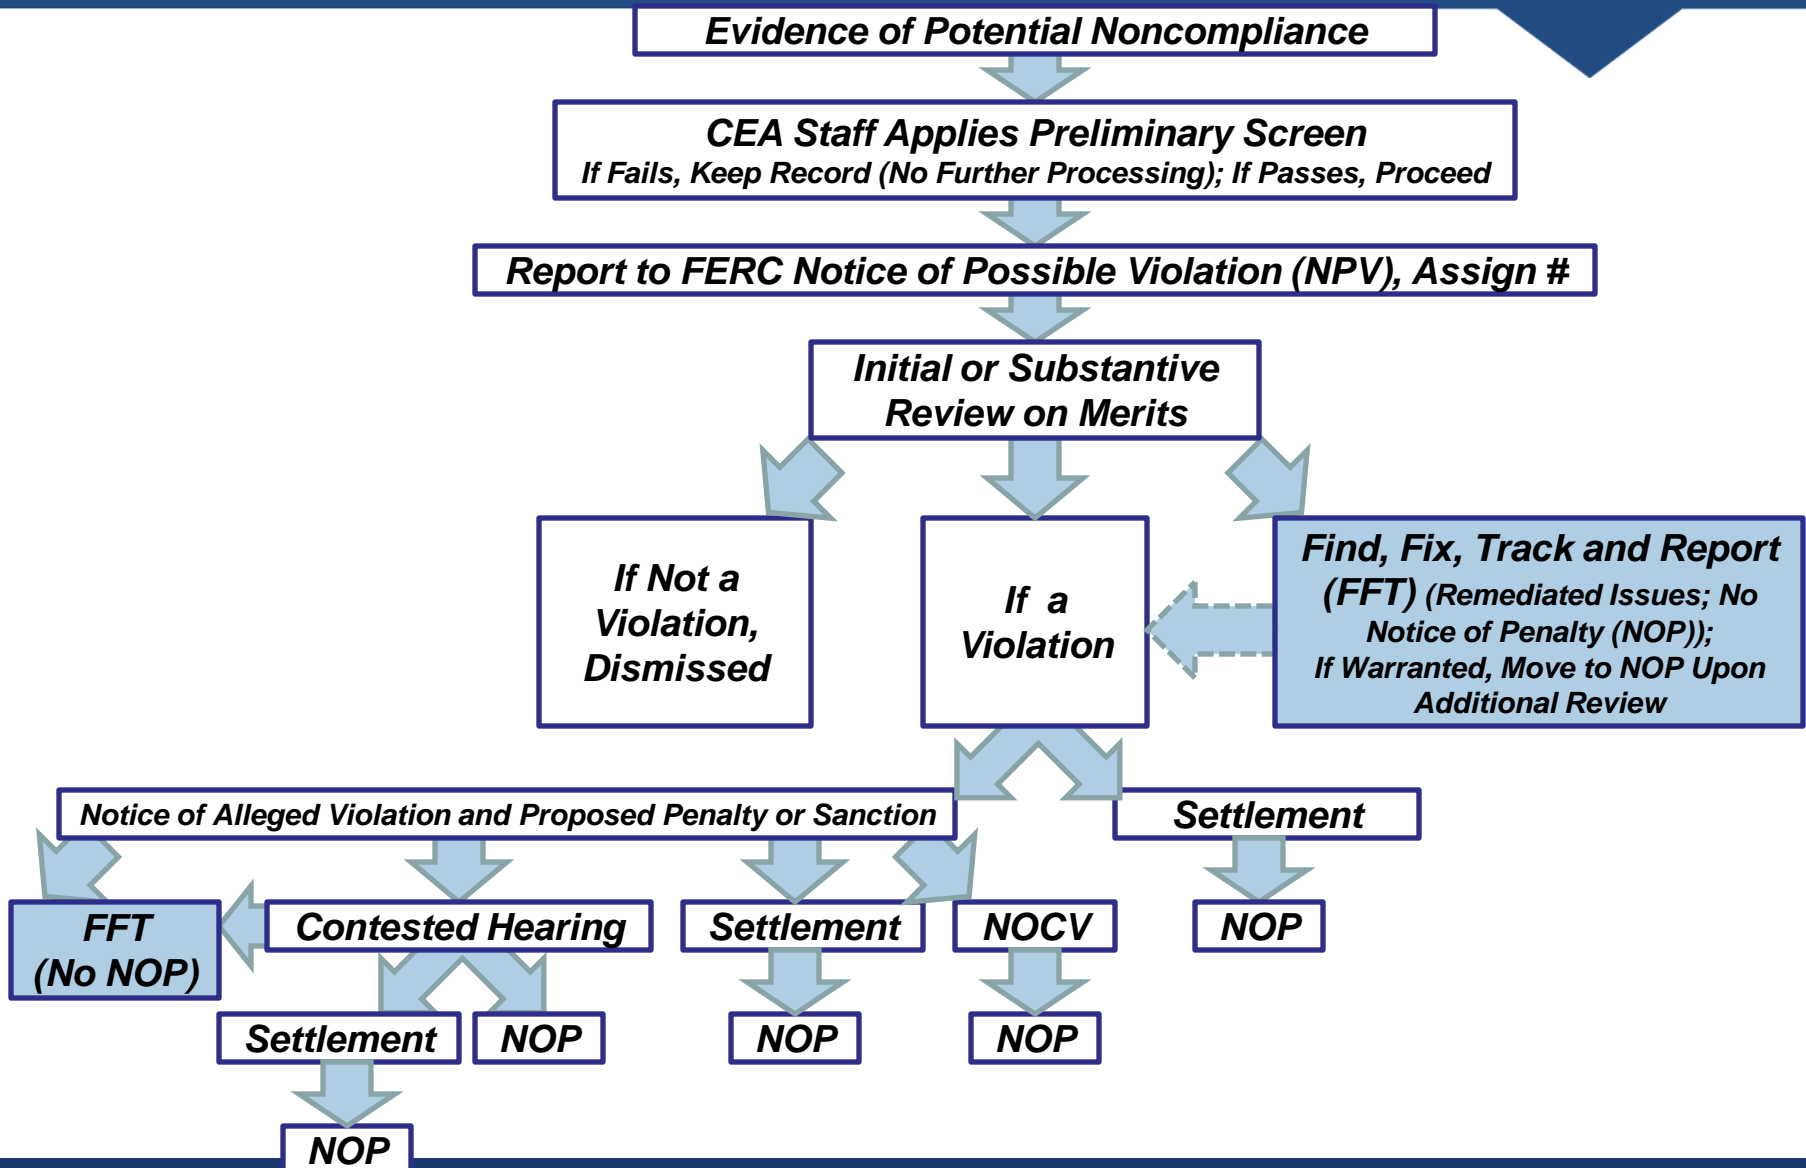 Evidence of Potential Noncompliance
CEA Staff Applies Preliminary Screen
If Fails, Keep Record (No Further Processing); If Passes, Proceed
Report to FERC Notice of Possible Violation (NPV), Assign #
Initial or Substantive
Review on Merits
If Not a
Violation,
Dismissed
If a
Violation
Find, Fix, Track and Report
(FFT) (Remediated Issues; No
Notice of Penalty (NOP));
If Warranted, Move to NOP Upon
Additional Review
Notice of Alleged Violation and Proposed Penalty or Sanction
Settlement
FFT
(No NOP)
Contested Hearing
Settlement
NOCV
NOP
Settlement
NOP
NOP
NOP
NOP